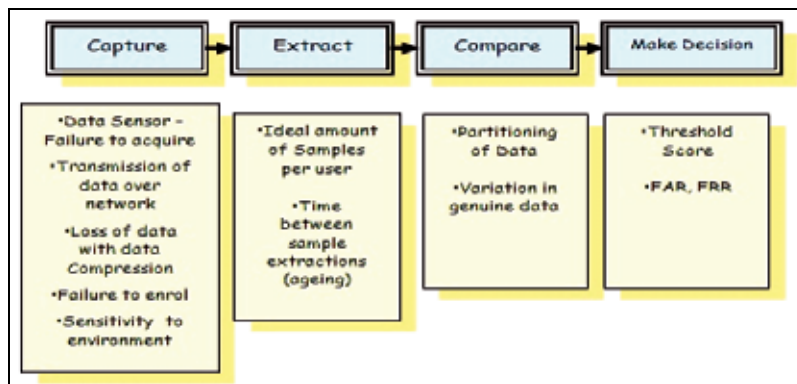 Capture
Extract
Compare
Make Decision
•Data Sensor –
Failure to acquire
•Transmission of
data over
network
•Loss of data
with data
Compression
•Failure to enrol
•Sensitivity to
environment
•Ideal amount
of Samples
per user
•Time
between
sample
extractions
(ageing)
•Partitioning
of Data
•Variation in
genuine data
•Threshold
Score
•FAR, FRR